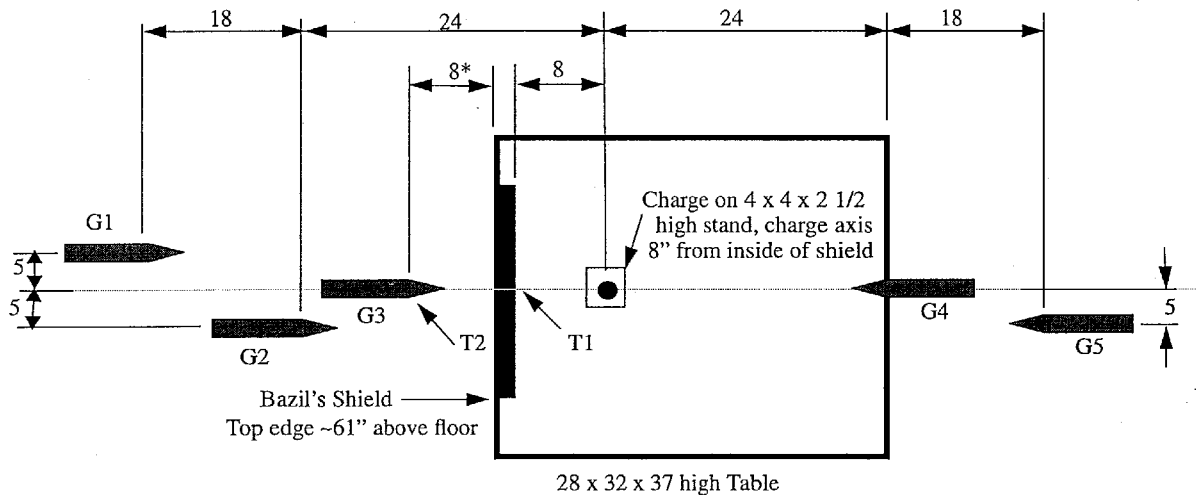 18
24
24
18
8*
8
Charge on 4 x 4 x 2 1/2
high stand, charge axis
8” from inside of shield
G1
5
5
G3
G2
T2
T1
G4
5
G5
Bazil's Shield
Top edge ~61” above floor
28 x 32 x 37 high Table